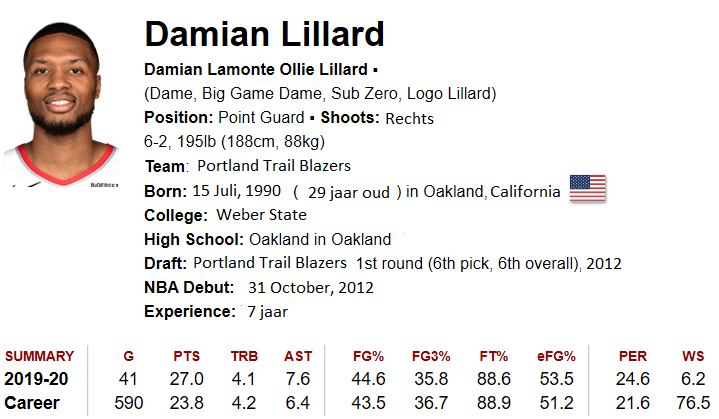 Damian Lillard
Damian Lamonte Ollie Lillard ▪
(Dame, Big Game Dame, Sub Zero, Logo Lillard)
Position: Point Guard ▪ Shoots: Rechts
6-2, 195lb (188cm, 88kg)
Team: Portland Trail Blazers
Born: 15 Juli, 1990 ( 29 jaar oud ) in Oakland, California
College: Weber State
High School: Oakland in Oakland
Draft: Portland Trail Blazers 1st round (6th pick, 6th overall), 2012
NBA Debut: 31 October, 2012
Experience: 7 jaar
SUMMARY G PTS TRB AST FG% FG3% FT% eFG% PER WS
2019-20 41 27.0 4.1 7.6 44.6 35.8 88.6 53.5 24.6 6.2
Career 590 23.8 4.2 6.4 43.5 36.7 88.9 51.2 21.6 76.5